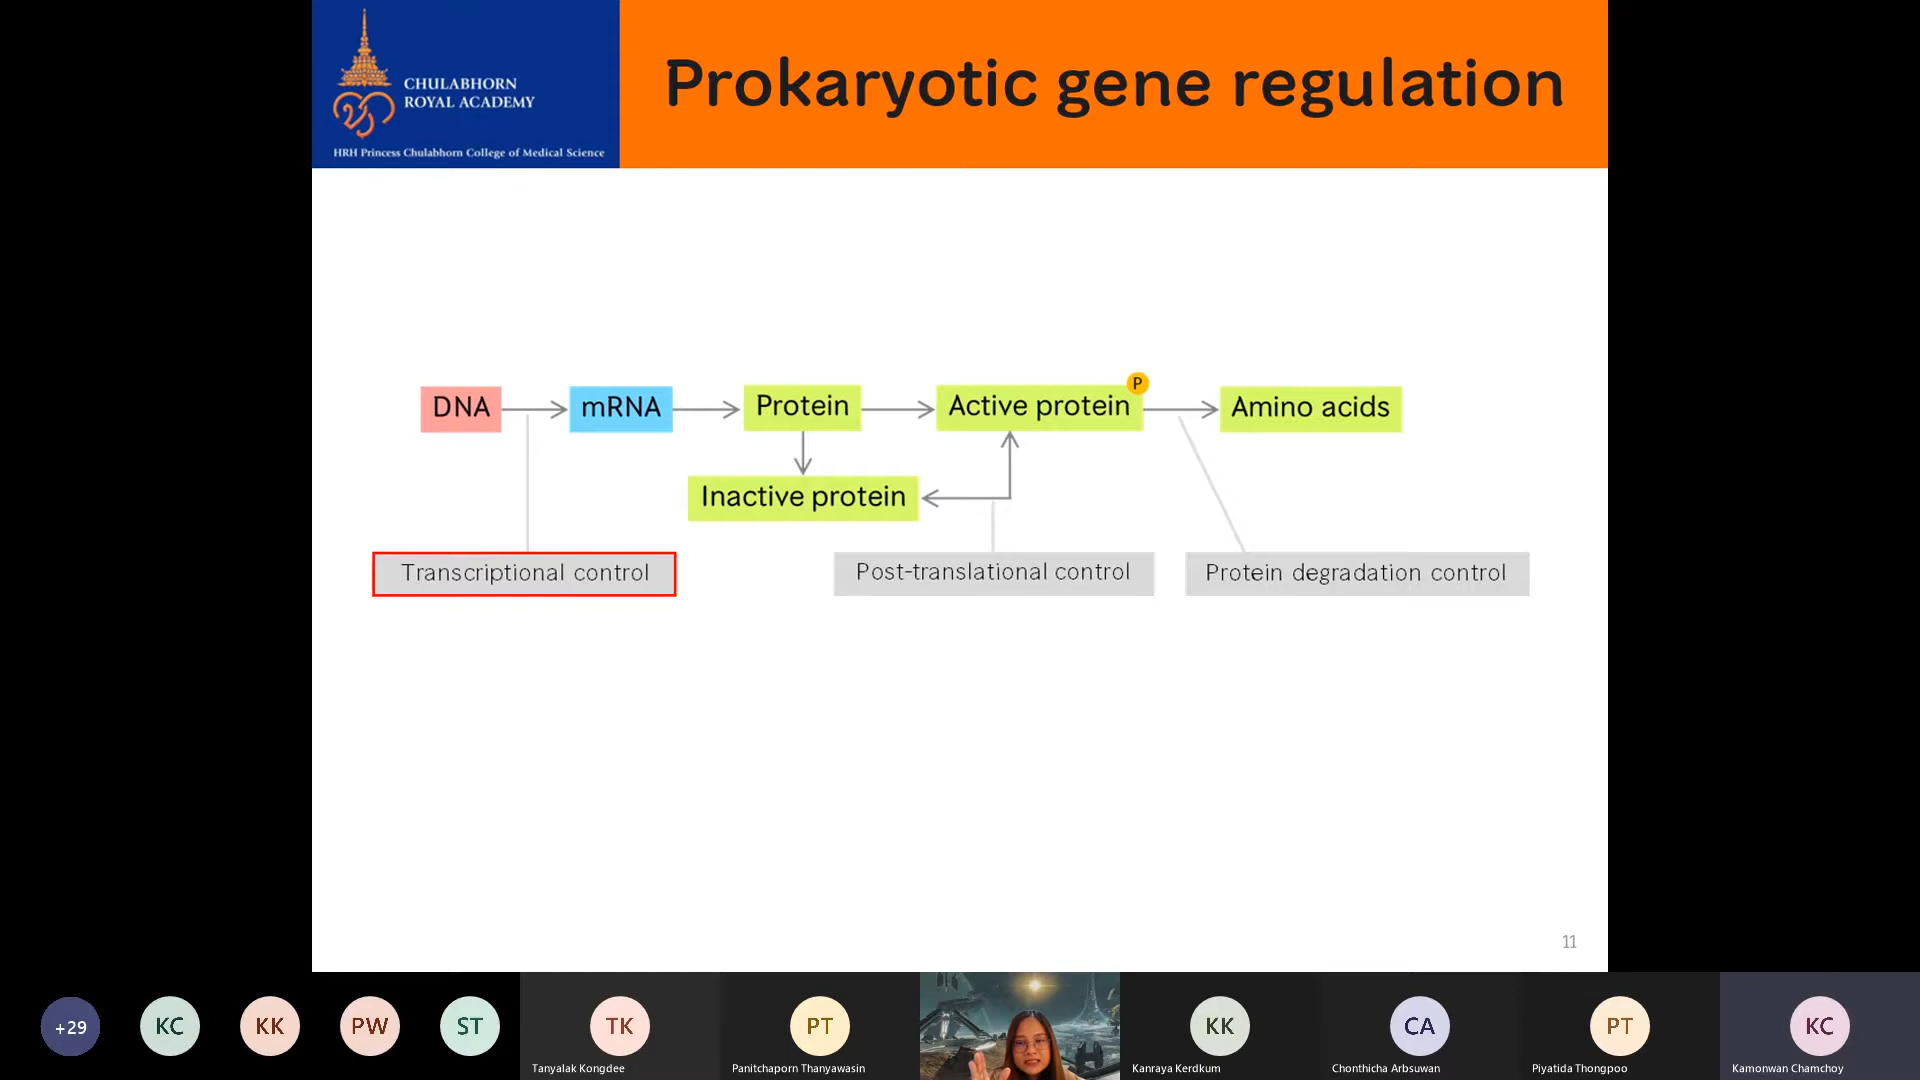 CHULABHORN
ROYAL ACADEMY
HRH Princess Chulabhorn College of Medical Science
Prokaryotic gene regulation
DNA
mRNA
Protein
Active protein
P
Amino acids
Inactive protein
Transcriptional control
Post-translational control
Protein degradation control
11
+29
KC
KK
PW
ST
TK
Tanyalak Kongdee
PT
Panitchaporn Thanyawasin
KK
Kanraya Kerdkum
CA
Chonthicha Arbsuwan
PT
Piyatida Thongpoo
KC
Kamonwan Chamchoy